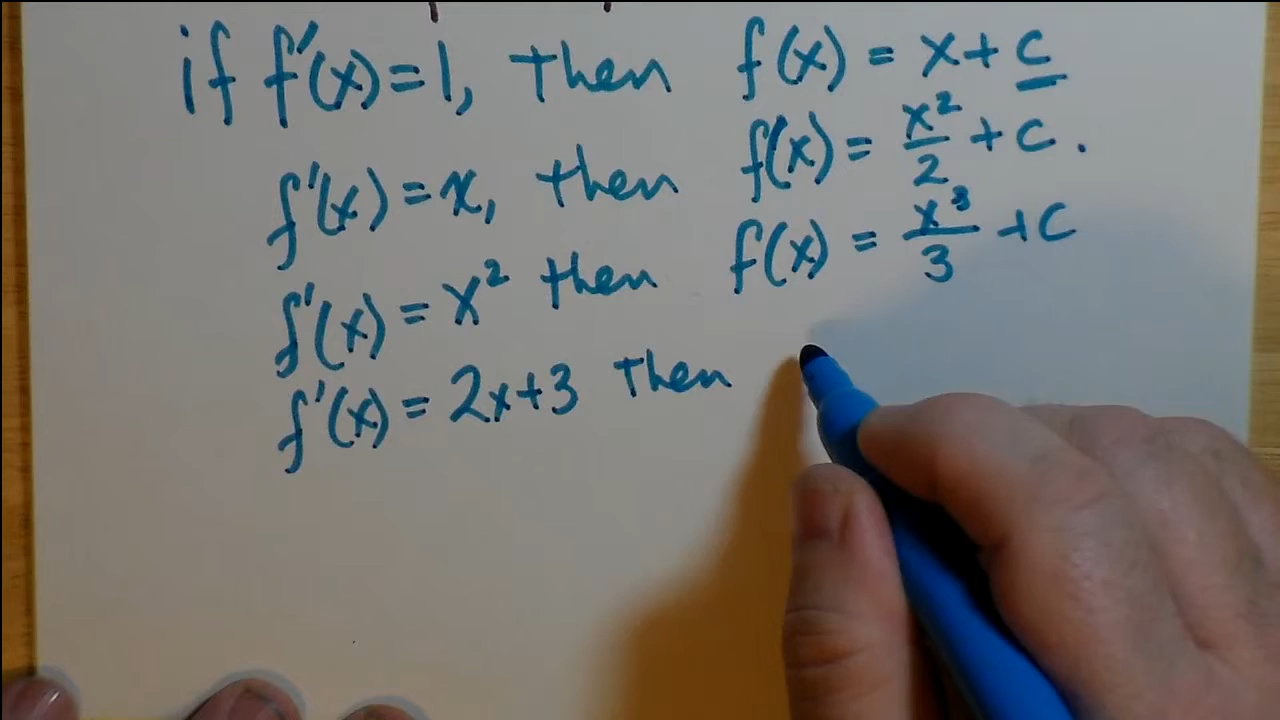 if f'(x) = 1, then f(x) = x + c
f'(x) = x, then f(x) = x²/2 + c.
f'(x) = x² then f(x) = x³/3 + c
f'(x) = 2x+3 then